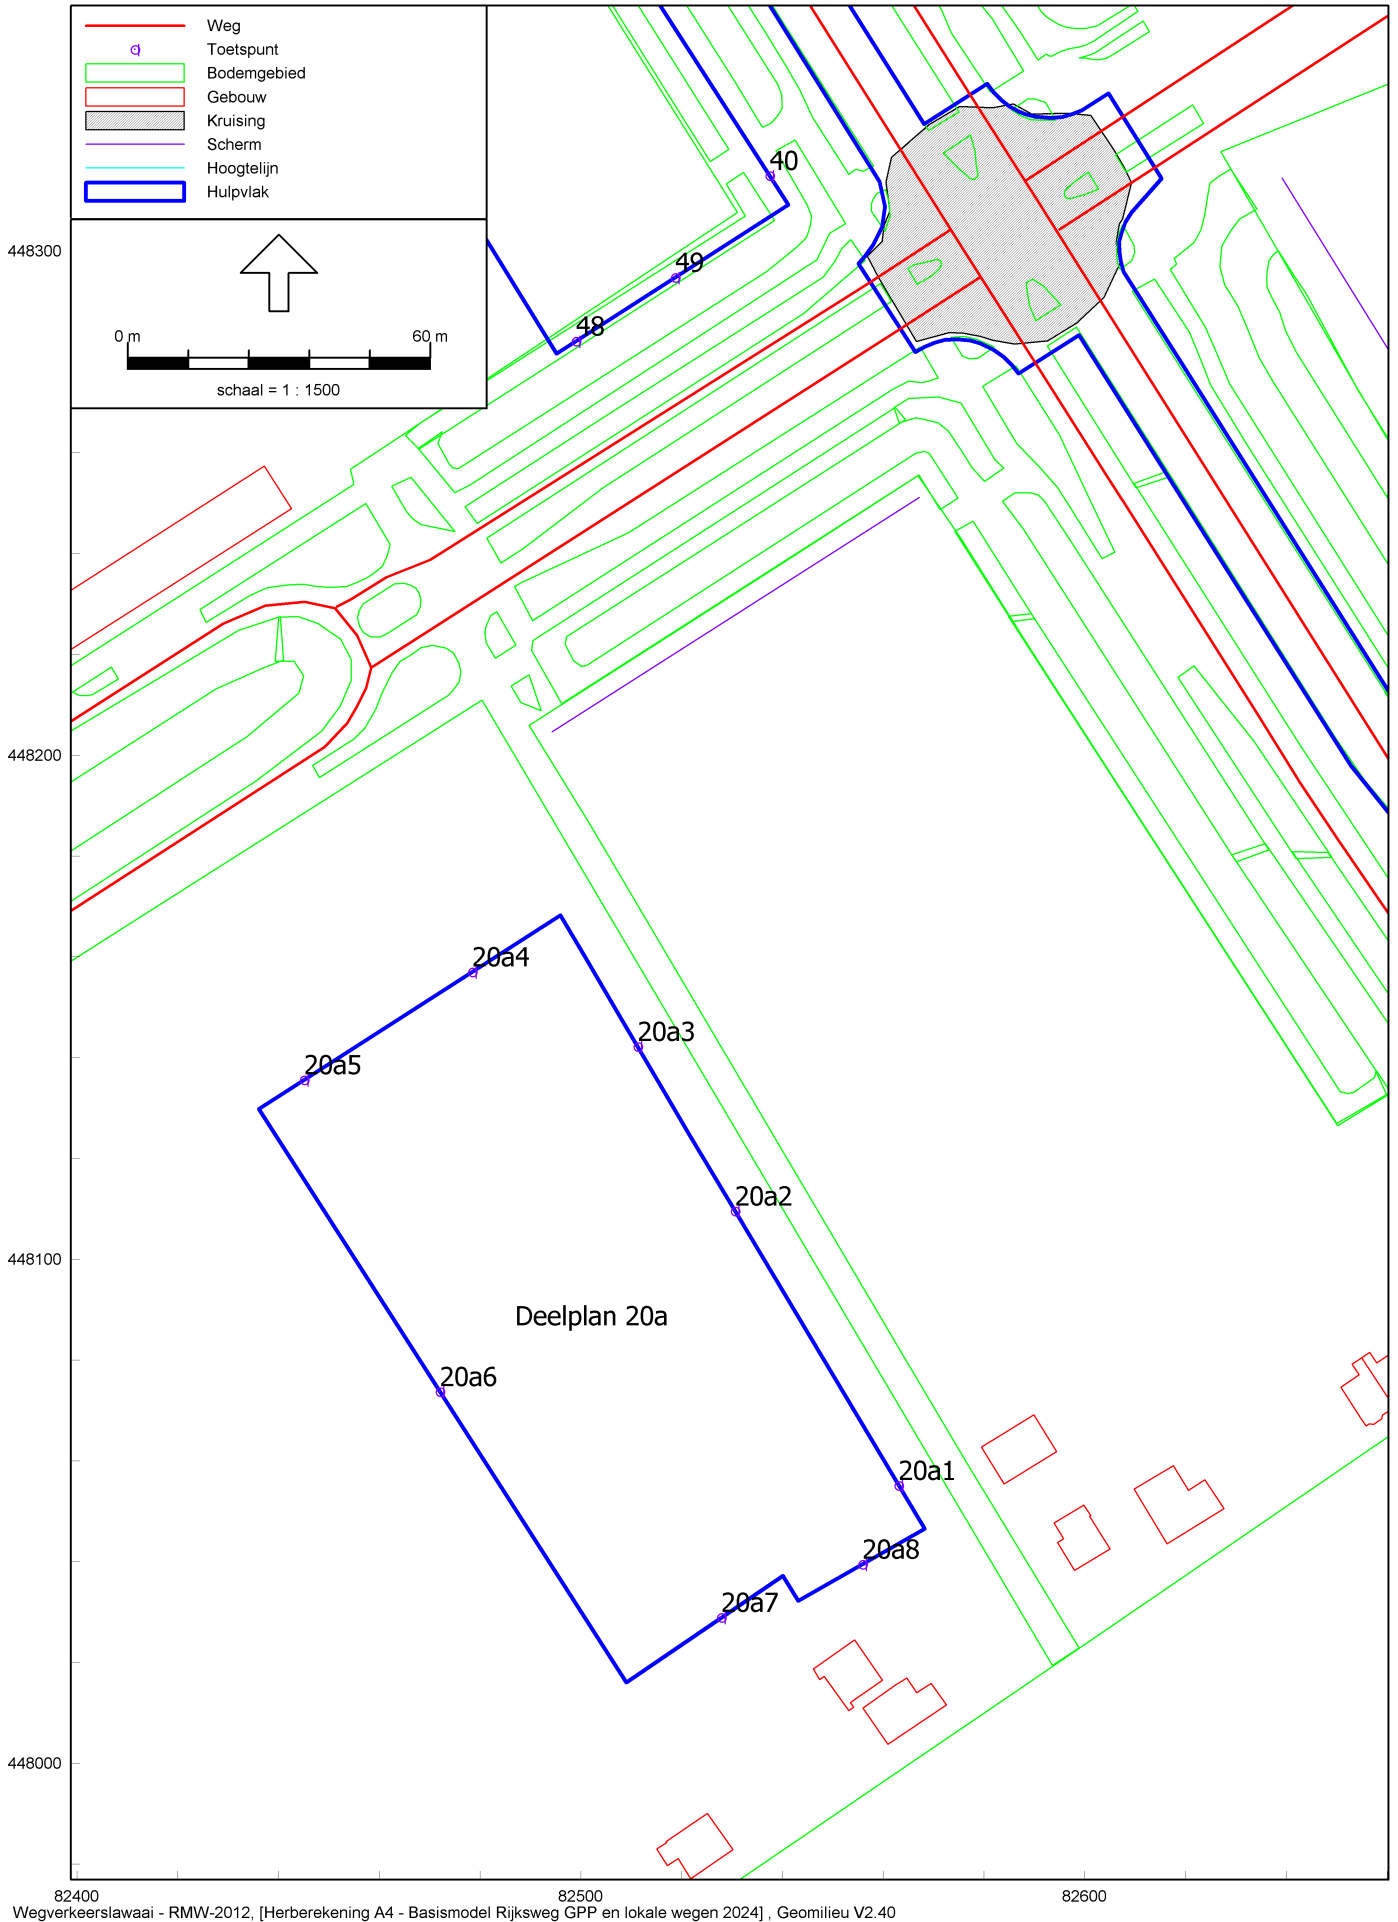 Weg
Toetspunt
Bodemgebied
Gebouw
Kruising
Scherm
Hoogtelijn
Hulpvlak
0 m 60 m
schaal = 1 : 1500
40
49
48
448300
448200
20a4
20a3
20a5
20a2
448100
Deelplan 20a
20a6
20a1
20a8
20a7
448000
82400 82500 82600
Wegverkeerslawaai - RMW-2012, [Herberekening A4 - Basismodel Rijksweg GPP en lokale wegen 2024] , Geomilieu V2.40